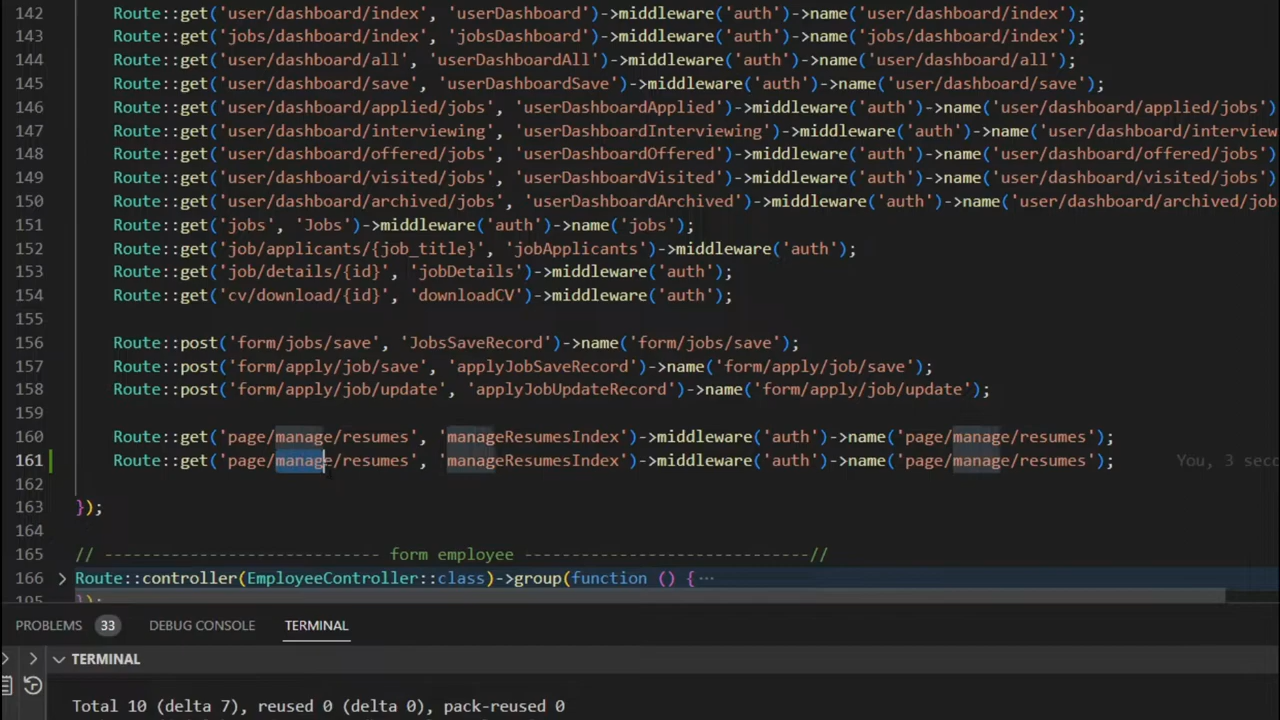 142 Route::get('user/dashboard/index', 'userDashboard')->middleware('auth')->name('user/dashboard/index');
143 Route::get('jobs/dashboard/index', 'jobsDashboard')->middleware('auth')->name('jobs/dashboard/index');
144 Route::get('user/dashboard/all', 'userDashboardAll')->middleware('auth')->name('user/dashboard/all');
145 Route::get('user/dashboard/save', 'userDashboardSave')->middleware('auth')->name('user/dashboard/save');
146 Route::get('user/dashboard/applied/jobs', 'userDashboardApplied')->middleware('auth')->name('user/dashboard/applied/jobs')
147 Route::get('user/dashboard/interviewing', 'userDashboardInterviewing')->middleware('auth')->name('user/dashboard/interview
148 Route::get('user/dashboard/offered/jobs', 'userDashboardOffered')->middleware('auth')->name('user/dashboard/offered/jobs')
149 Route::get('user/dashboard/visited/jobs', 'userDashboardVisited')->middleware('auth')->name('user/dashboard/visited/jobs')
150 Route::get('user/dashboard/archived/jobs', 'userDashboardArchived')->middleware('auth')->name('user/dashboard/archived/job
151 Route::get('jobs', 'Jobs')->middleware('auth')->name('jobs');
152 Route::get('job/applicants/{job_title}', 'jobApplicants')->middleware('auth');
153 Route::get('job/details/{id}', 'jobDetails')->middleware('auth');
154 Route::get('cv/download/{id}', 'downloadCV')->middleware('auth');
155
156 Route::post('form/jobs/save', 'JobsSaveRecord')->name('form/jobs/save');
157 Route::post('form/apply/job/save', 'applyJobSaveRecord')->name('form/apply/job/save');
158 Route::post('form/apply/job/update', 'applyJobUpdateRecord')->name('form/apply/job/update');
159
160 Route::get('page/manage/resumes', 'manageResumesIndex')->middleware('auth')->name('page/manage/resumes');
161 Route::get('page/manage/resumes', 'manageResumesIndex')->middleware('auth')->name('page/manage/resumes'); You, 3 seco
162
163 });
164
165 // ---------------------------- form employee ------------------------------//
166 Route::controller(EmployeeController::class)->group(function () { ···
195 });
PROBLEMS 33 DEBUG CONSOLE TERMINAL
TERMINAL
Total 10 (delta 7), reused 0 (delta 0), pack-reused 0